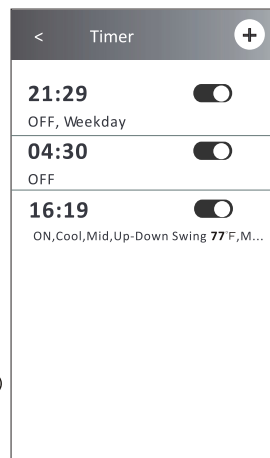 < Timer +
21:29
OFF, Weekday
04:30
OFF
16:19
ON,Cool,Mid,Up-Down Swing 77°F,M...
)